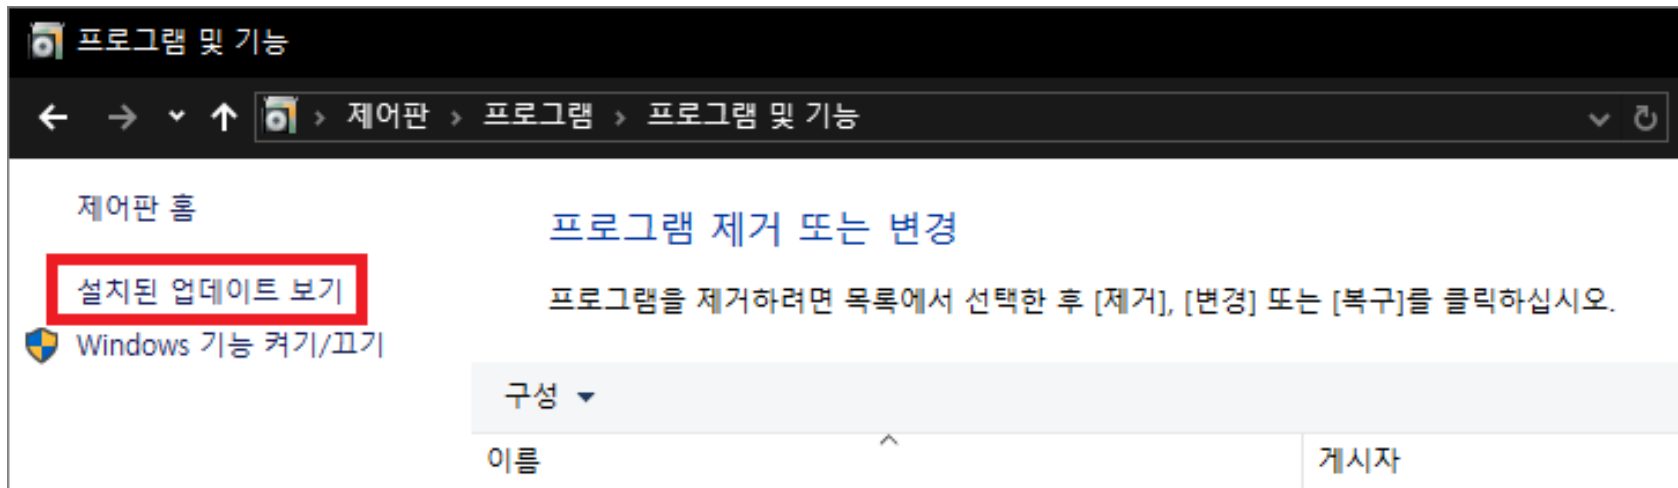 프로그램 및 기능
제어판 › 프로그램 › 프로그램 및 기능
제어판 홈
설치된 업데이트 보기
Windows 기능 켜기/끄기
프로그램 제거 또는 변경
프로그램을 제거하려면 목록에서 선택한 후 [제거], [변경] 또는 [복구]를 클릭하십시오.
구성
이름 게시자